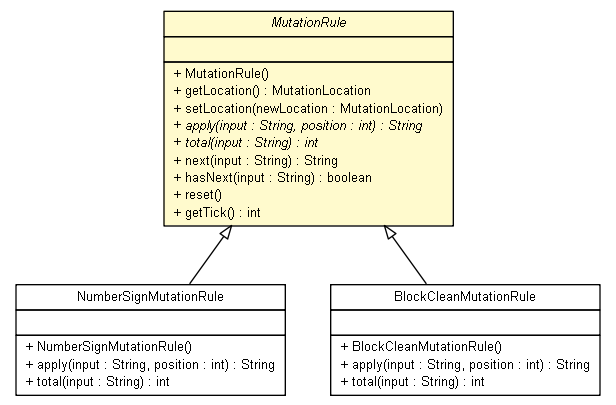 MutationRule
+ MutationRule()
+ getLocation() : MutationLocation
+ setLocation(newLocation : MutationLocation)
+ apply(input : String, position : int) : String
+ total(input : String) : int
+ next(input : String) : String
+ hasNext(input : String) : boolean
+ reset()
+ getTick() : int
NumberSignMutationRule
+ NumberSignMutationRule()
+ apply(input : String, position : int) : String
+ total(input : String) : int
BlockCleanMutationRule
+ BlockCleanMutationRule()
+ apply(input : String, position : int) : String
+ total(input : String) : int